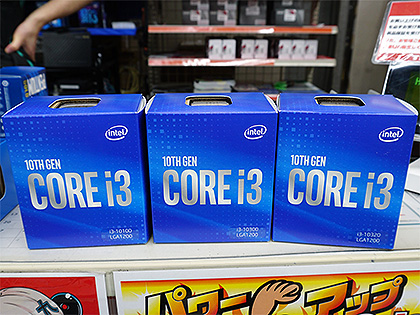 intel
10TH GEN
CORE i3
i3-10100
LGA1200
intel
10TH GEN
CORE i3
i3-10300
LGA1200
intel
10TH GEN
CORE i3
i3-10320
LGA1200
パワーアップ